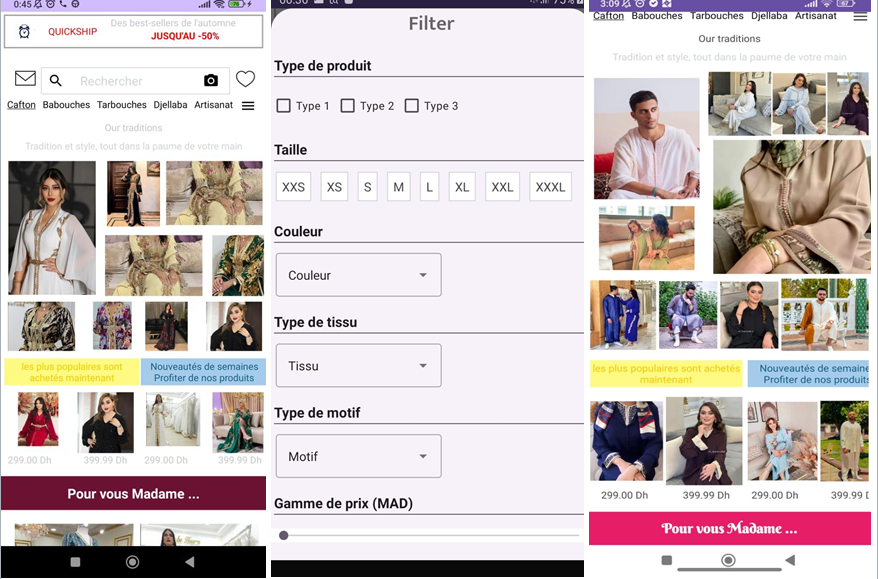 0:45
QUICKSHIP
Des best-sellers de l'automne
JUSQU'AU -50%
Rechercher
Cafton Babouches Tarbouches Djellaba Artisanat
Our traditions
Tradition et style, tout dans la paume de votre main
les plus populaires sont
achetés maintenant
Nouveautés de semaines
Profiter de nos produits
299.00 Dh
399.99 Dh
299.00 Dh
399.99 Dh
Pour vous Madame ...
Filter
Type de produit
Type 1 Type 2 Type 3
Taille
XXS XS S M L XL XXL XXXL
Couleur
Couleur
Type de tissu
Tissu
Type de motif
Motif
Gamme de prix (MAD)
3:09
67
Cafton Babouches Tarbouches Djellaba Artisanat
Our traditions
Tradition et style, tout dans la paume de votre main
les plus populaires sont achetés
maintenant
Nouveautés de semaine
Profiter de nos produits
299.00 Dh
399.99 Dh
299.00 Dh
399.99
Pour vous Madame ...